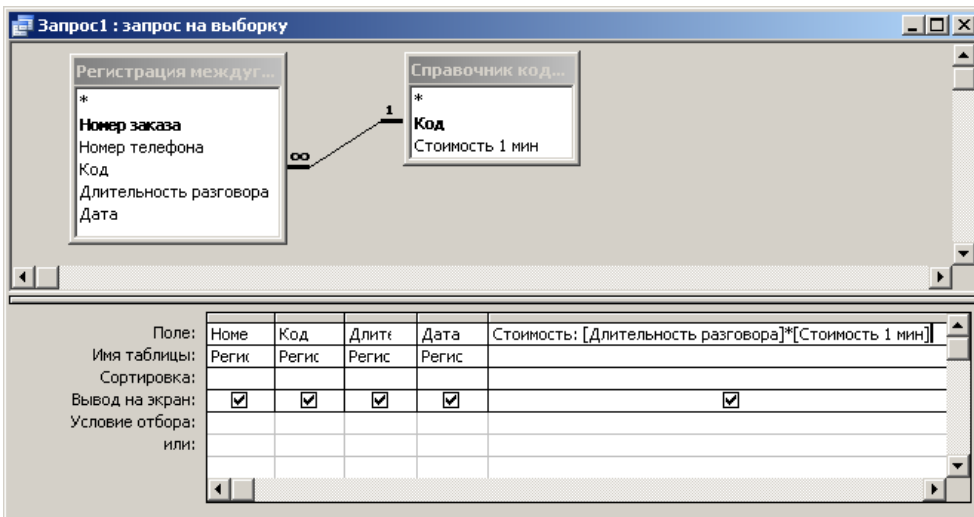 Запрос1 : запрос на выборку
Регистрация междуг...
*
Номер заказа
Номер телефона
Код
Длительность разговора
Дата
∞
1
Справочник код...
*
Код
Стоимость 1 мин
Поле: Номе Код Длите Дата Стоимость: [Длительность разговора]*[Стоимость 1 мин]
Имя таблицы: Регис Регис Регис Регис
Сортировка:
Вывод на экран:
Условие отбора:
или: